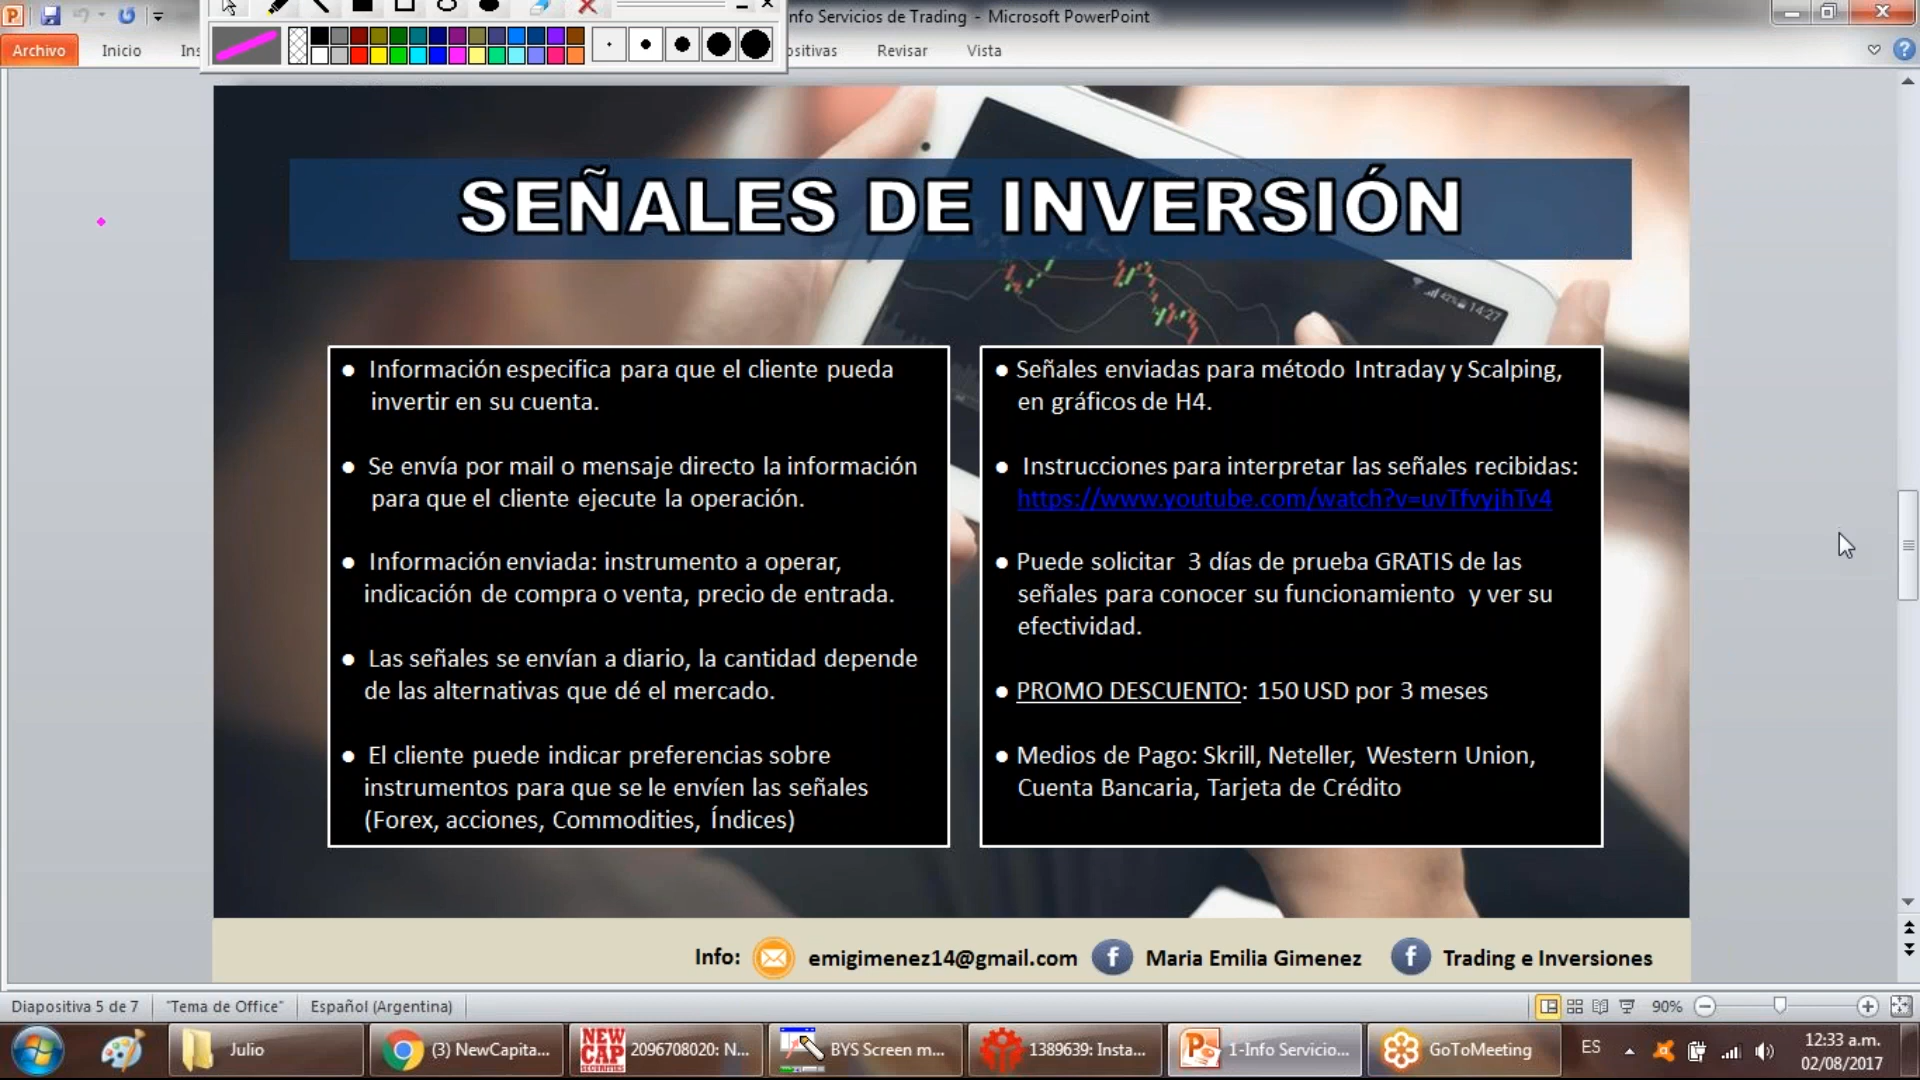 nfo Servicios de Trading - Microsoft PowerPoint
Archivo
Inicio
Ins
ositivas
Revisar
Vista
SEÑALES DE INVERSIÓN
42% 14:27
● Información especifica para que el cliente pueda
invertir en su cuenta.
● Se envía por mail o mensaje directo la información
para que el cliente ejecute la operación.
● Información enviada: instrumento a operar,
indicación de compra o venta, precio de entrada.
● Las señales se envían a diario, la cantidad depende
de las alternativas que dé el mercado.
● El cliente puede indicar preferencias sobre
instrumentos para que se le envíen las señales
(Forex, acciones, Commodities, Índices)
● Señales enviadas para método Intraday y Scalping,
en gráficos de H4.
● Instrucciones para interpretar las señales recibidas:
https://www.youtube.com/watch?v=uvTfvyjhTv4
● Puede solicitar 3 días de prueba GRATIS de las
señales para conocer su funcionamiento y ver su
efectividad.
● PROMO DESCUENTO: 150 USD por 3 meses
● Medios de Pago: Skrill, Neteller, Western Union,
Cuenta Bancaria, Tarjeta de Crédito
Info: emigimenez14@gmail.com Maria Emilia Gimenez Trading e Inversiones
Diapositiva 5 de 7
"Tema de Office"
Español (Argentina)
90%
Julio
(3) NewCapita...
NEW CAP SECURITIES
2096708020: N...
BYS Screen m...
1389639: Insta...
1-Info Servicio...
GoToMeeting
ES
12:33 a.m.
02/08/2017